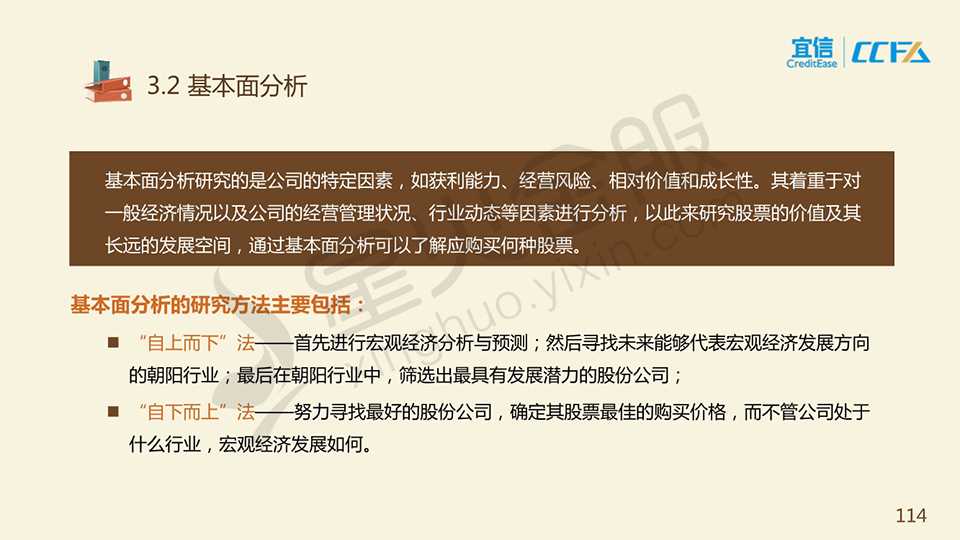 宜信
CreditEase
CCFA
3.2 基本面分析
基本面分析研究的是公司的特定因素，如获利能力、经营风险、相对价值和成长性。其着重于对
一般经济情况以及公司的经营管理状况、行业动态等因素进行分析，以此来研究股票的价值及其
长远的发展空间，通过基本面分析可以了解应购买何种股票。
基本面分析的研究方法主要包括：
■ “自上而下”法——首先进行宏观经济分析与预测；然后寻找未来能够代表宏观经济发展方向
的朝阳行业；最后在朝阳行业中，筛选出最具有发展潜力的股份公司；
■ “自下而上”法——努力寻找最好的股份公司，确定其股票最佳的购买价格，而不管公司处于
什么行业，宏观经济发展如何。
星火金服
xinghuo.yixin.com
114